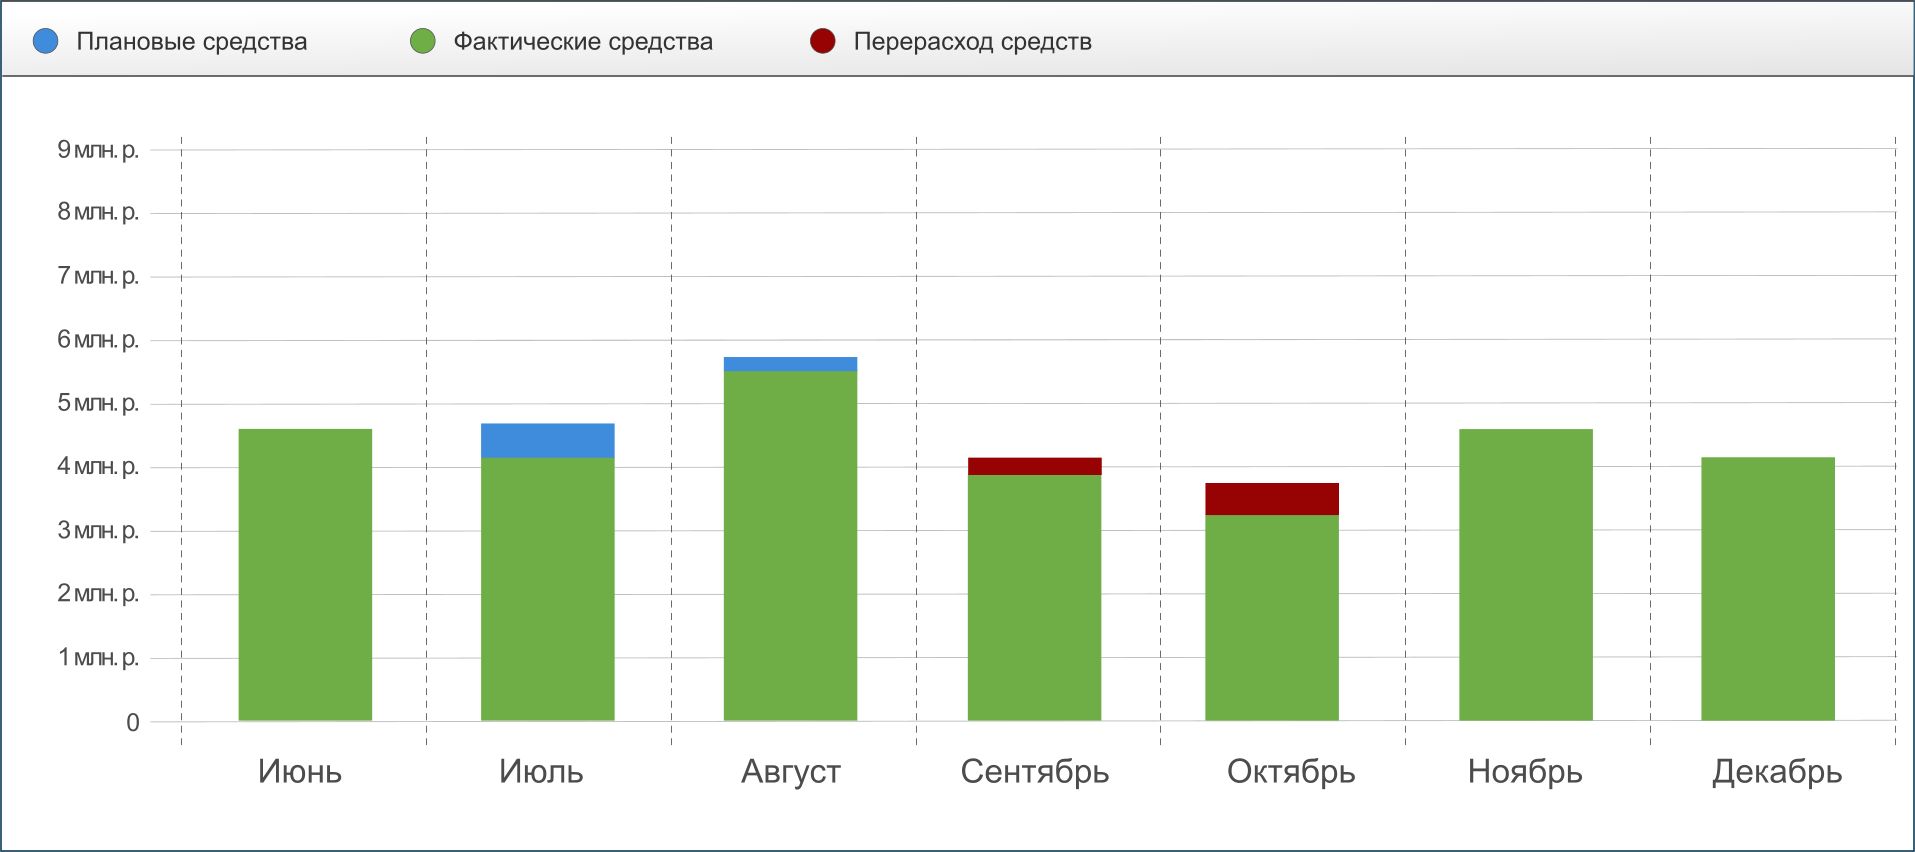 Плановые средства
Фактические средства
Перерасход средств
9 млн. р.
8 млн. р.
7 млн. р.
6 млн. р.
5 млн. р.
4 млн. р.
3 млн. р.
2 млн. р.
1 млн. р.
0
Июнь
Июль
Август
Сентябрь
Октябрь
Ноябрь
Декабрь